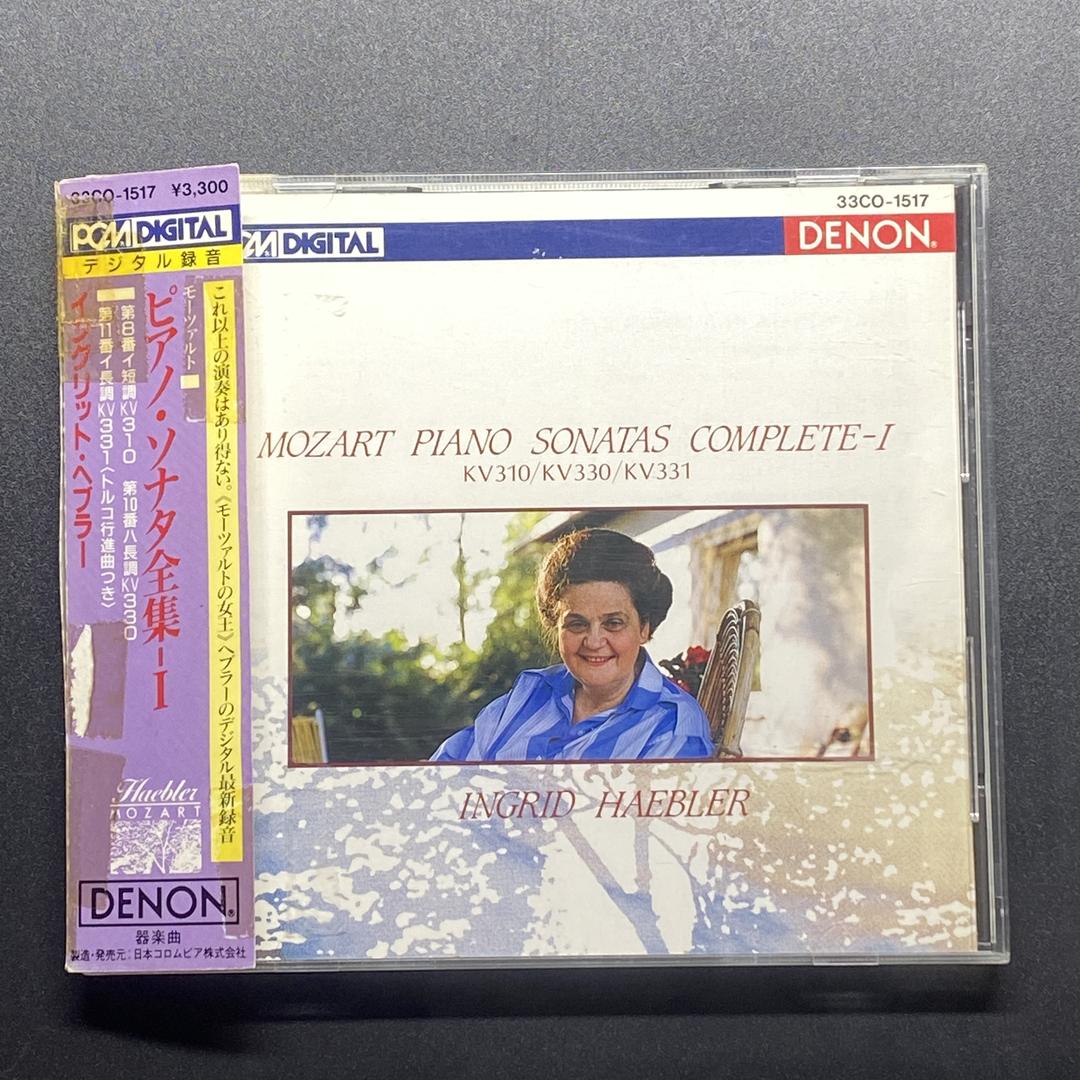 33CO-1517 ¥3,300
PCM DIGITAL
デジタル録音
これ以上の演奏はあり得ない。《モーツァルトの女王》ヘブラーのデジタル最新録音
モーツァルト
ピアノ・ソナタ全集-I
第8番イ短調KV310 第10番ハ長調KV330
第11番イ長調KV331〈トルコ行進曲つき〉
イングリット・ヘブラー
Haebler
MOZART
DENON®
器楽曲
製造・発売元:日本コロムビア株式会社
33CO-1517
DIGITAL
DENON®
MOZART PIANO SONATAS COMPLETE-I
KV310/KV330/KV331
INGRID HAEBLER